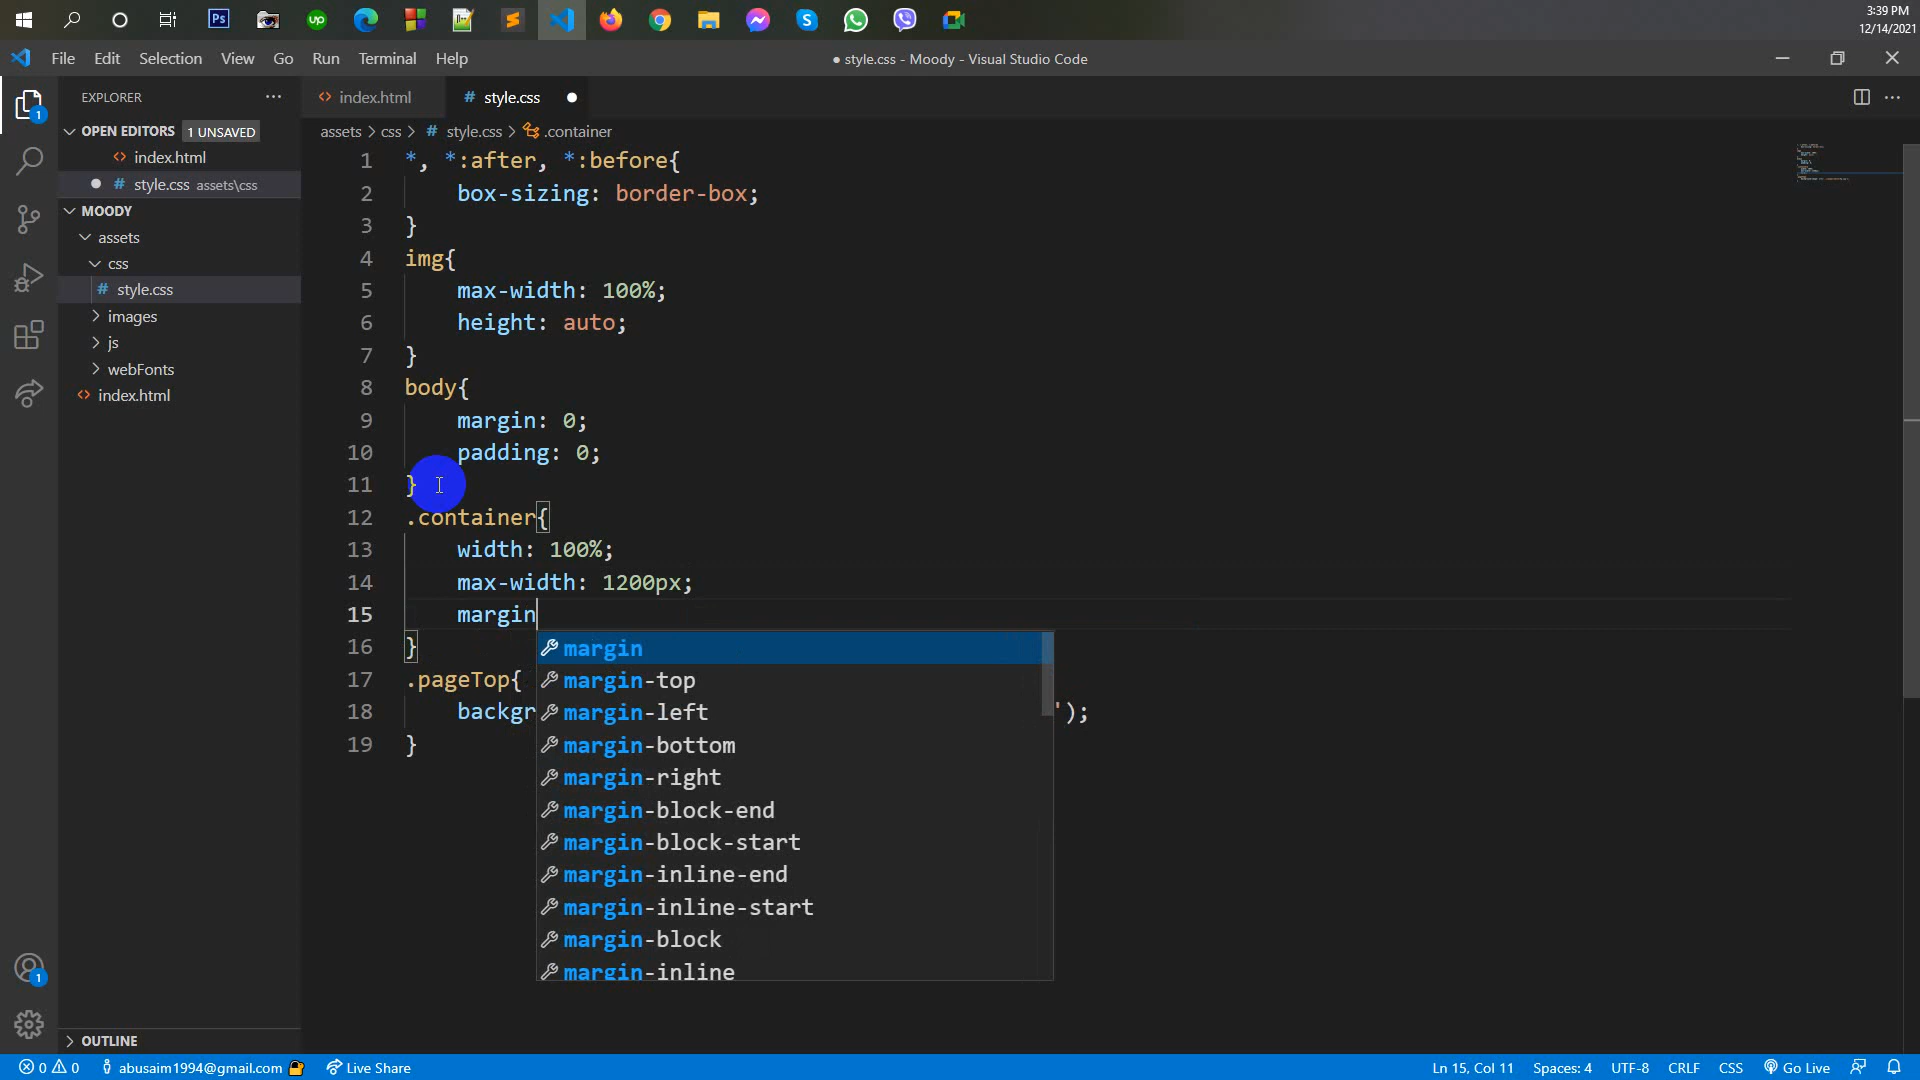 3:39 PM
12/14/2021
File Edit Selection View Go Run Terminal Help
● style.css - Moody - Visual Studio Code
EXPLORER
index.html
# style.css
OPEN EDITORS 1 UNSAVED
index.html
# style.css assets\css
MOODY
assets
css
# style.css
images
js
webFonts
index.html
OUTLINE
assets > css > # style.css > .container
1 *, *:after, *:before{
2 box-sizing: border-box;
3 }
4 img{
5 max-width: 100%;
6 height: auto;
7 }
8 body{
9 margin: 0;
10 padding: 0;
11 }
12 .container{
13 width: 100%;
14 max-width: 1200px;
15 margin
16 }
17 .pageTop{
18 backgr ');
19 }
margin
margin-top
margin-left
margin-bottom
margin-right
margin-block-end
margin-block-start
margin-inline-end
margin-inline-start
margin-block
margin-inline
0 0 abusaim1994@gmail.com Live Share
Ln 15, Col 11 Spaces: 4 UTF-8 CRLF CSS Go Live